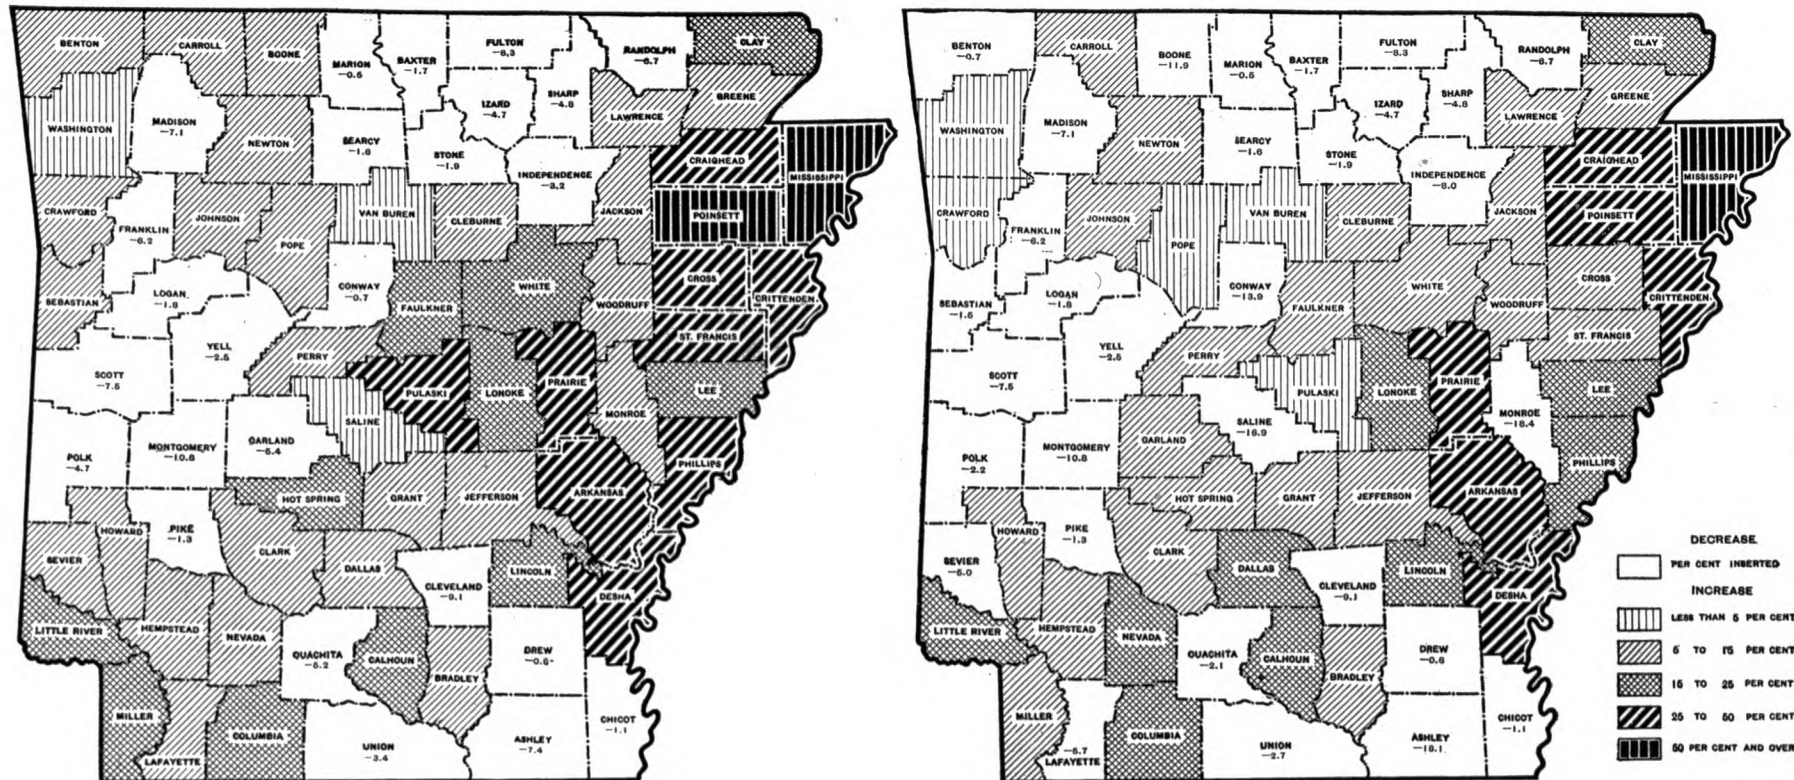 BENTON
CARROLL
BOONE
MARION
—0.5
BAXTER
—1.7
FULTON
—8.3
RANDOLPH
—6.7
CLAY
WASHINGTON
MADISON
—7.1
NEWTON
SEARCY
—1.6
STONE
—1.9
IZARD
—4.7
SHARP
—4.8
LAWRENCE
GREENE
INDEPENDENCE
—3.2
CRAIGHEAD
MISSISSIPPI
CRAWFORD
FRANKLIN
—6.2
JOHNSON
POPE
VAN BUREN
CLEBURNE
JACKSON
POINSETT
SEBASTIAN
LOGAN
—1.8
CONWAY
—0.7
FAULKNER
WHITE
WOODRUFF
CROSS
CRITTENDEN
YELL
—2.5
PERRY
ST. FRANCIS
SCOTT
—7.5
PULASKI
LONOKE
PRAIRIE
LEE
SALINE
MONROE
POLK
—4.7
MONTGOMERY
—10.8
GARLAND
—5.4
PHILLIPS
HOT SPRING
GRANT
JEFFERSON
ARKANSAS
HOWARD
PIKE
—1.3
SEVIER
CLARK
DALLAS
CLEVELAND
—9.1
LINCOLN
DESHA
LITTLE RIVER
HEMPSTEAD
NEVADA
OUACHITA
—5.2
CALHOUN
BRADLEY
DREW
—0.6
MILLER
LAFAYETTE
COLUMBIA
UNION
—3.4
ASHLEY
—7.4
CHICOT
—1.1
BENTON
—0.7
CARROLL
BOONE
—11.9
MARION
—0.5
BAXTER
—1.7
FULTON
—8.3
RANDOLPH
—6.7
CLAY
WASHINGTON
MADISON
—7.1
NEWTON
SEARCY
—1.6
STONE
—1.9
IZARD
—4.7
SHARP
—4.8
LAWRENCE
GREENE
INDEPENDENCE
—8.0
CRAIGHEAD
MISSISSIPPI
CRAWFORD
FRANKLIN
—6.2
JOHNSON
POPE
VAN BUREN
CLEBURNE
JACKSON
POINSETT
SEBASTIAN
—1.5
LOGAN
—1.8
CONWAY
—13.9
FAULKNER
WHITE
WOODRUFF
CROSS
CRITTENDEN
YELL
—2.5
PERRY
ST. FRANCIS
SCOTT
—7.5
PULASKI
LONOKE
PRAIRIE
LEE
SALINE
—16.9
MONROE
—18.4
POLK
—2.2
MONTGOMERY
—10.8
GARLAND
PHILLIPS
HOT SPRING
GRANT
JEFFERSON
ARKANSAS
HOWARD
PIKE
—1.3
SEVIER
—5.0
CLARK
DALLAS
CLEVELAND
—9.1
LINCOLN
DESHA
LITTLE RIVER
HEMPSTEAD
NEVADA
OUACHITA
—2.1
CALHOUN
BRADLEY
DREW
—0.6
MILLER
—5.7
LAFAYETTE
COLUMBIA
UNION
—2.7
ASHLEY
—18.1
CHICOT
—1.1
DECREASE
PER CENT INSERTED
INCREASE
LESS THAN 5 PER CENT
5 TO 15 PER CENT
15 TO 25 PER CENT
25 TO 50 PER CENT
50 PER CENT AND OVER